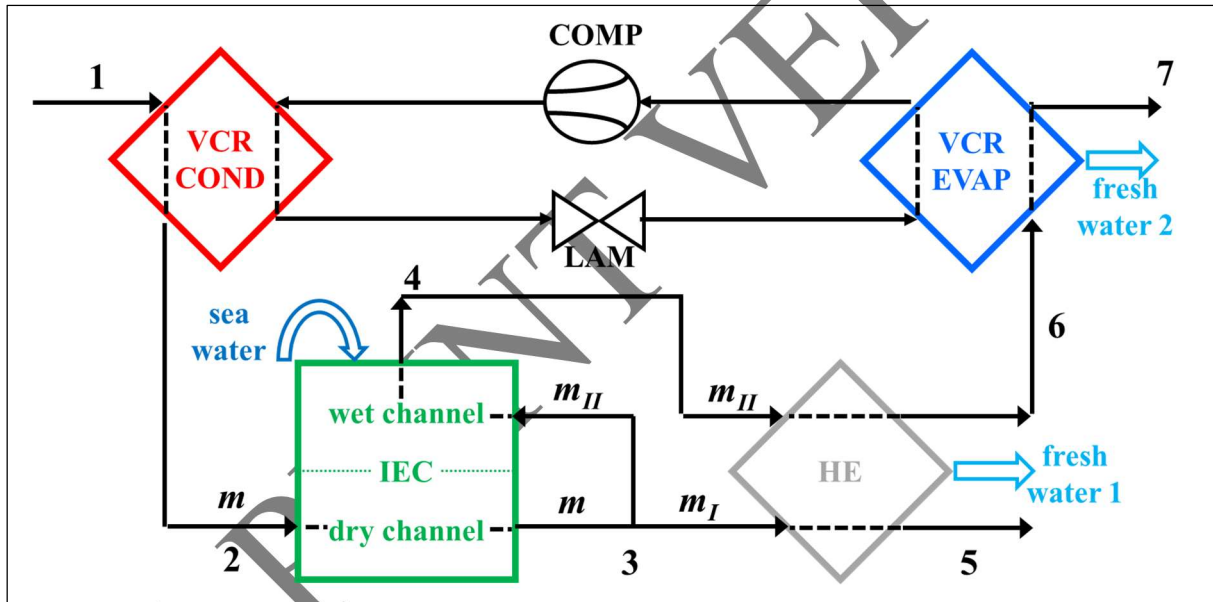 COMP
1
7
VCR
COND
VCR
EVAP
fresh
water 2
LAM
4
sea
water
6
m_II
m_II
wet channel
IEC
HE
fresh
water 1
m
dry channel
m
m_I
2
3
5